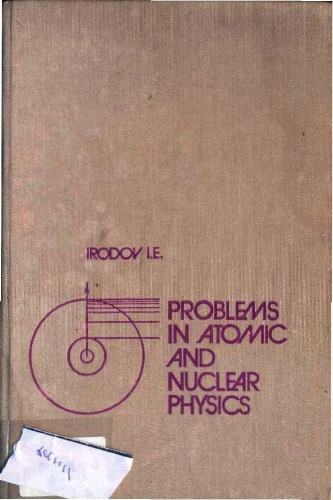 IRODOV I.E.
PROBLEMS
IN ATOMIC
AND
NUCLEAR
PHYSICS